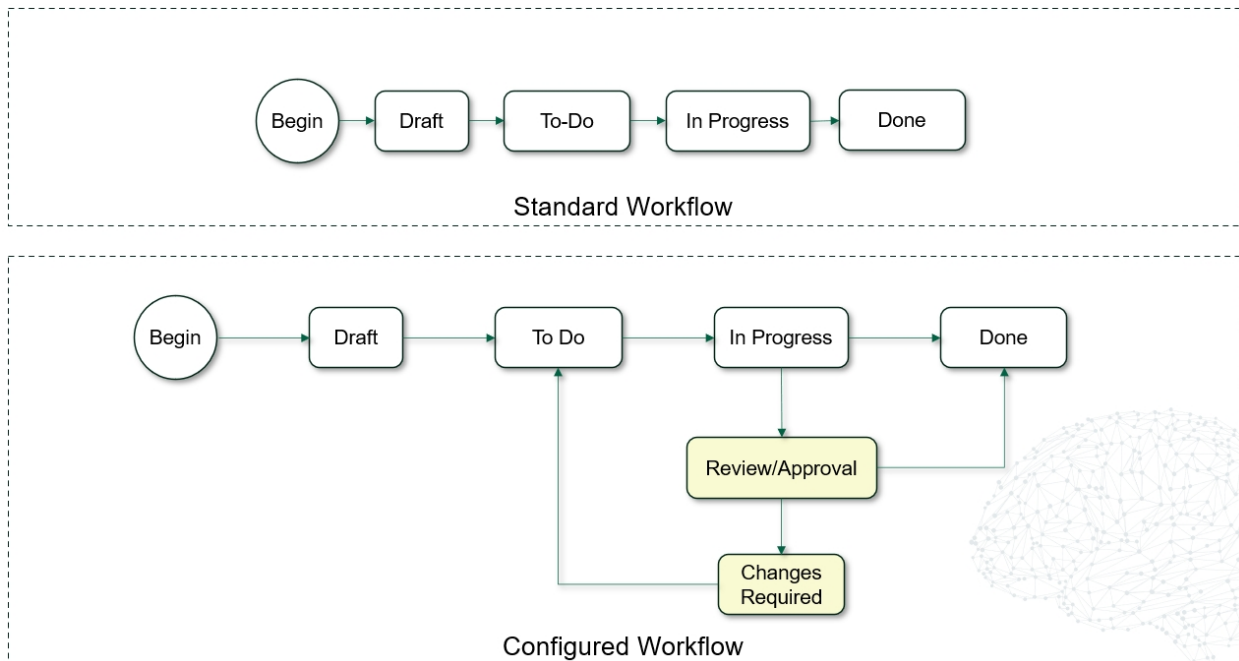 Begin
Draft
To-Do
In Progress
Done
Standard Workflow
Begin
Draft
To Do
In Progress
Done
Review/Approval
Changes
Required
Configured Workflow